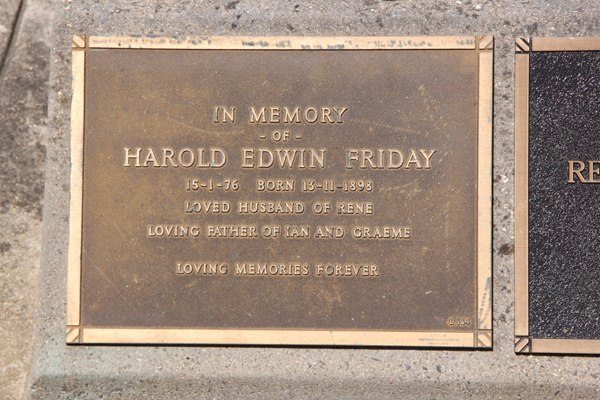 IN MEMORY
- OF -
HAROLD EDWIN FRIDAY
15-1-76 BORN 13-11-1898
LOVED HUSBAND OF RENE
LOVING FATHER OF IAN AND GRAEME
LOVING MEMORIES FOREVER
RE